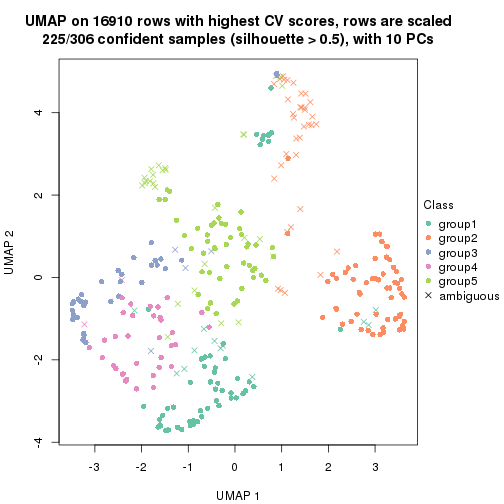 UMAP on 16910 rows with highest CV scores, rows are scaled
225/306 confident samples (silhouette > 0.5), with 10 PCs
UMAP 2
4
2
0
-2
-4
-3
-2
-1
0
1
2
3
UMAP 1
Class
group1
group2
group3
group4
group5
ambiguous